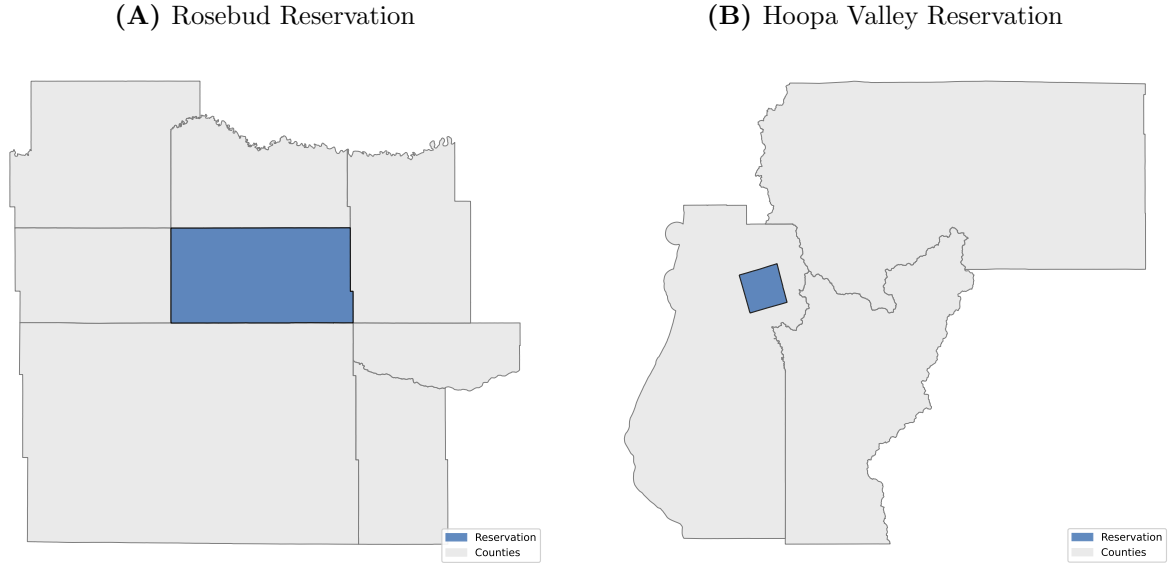 (A) Rosebud Reservation
(B) Hoopa Valley Reservation
Reservation
Counties
Reservation
Counties